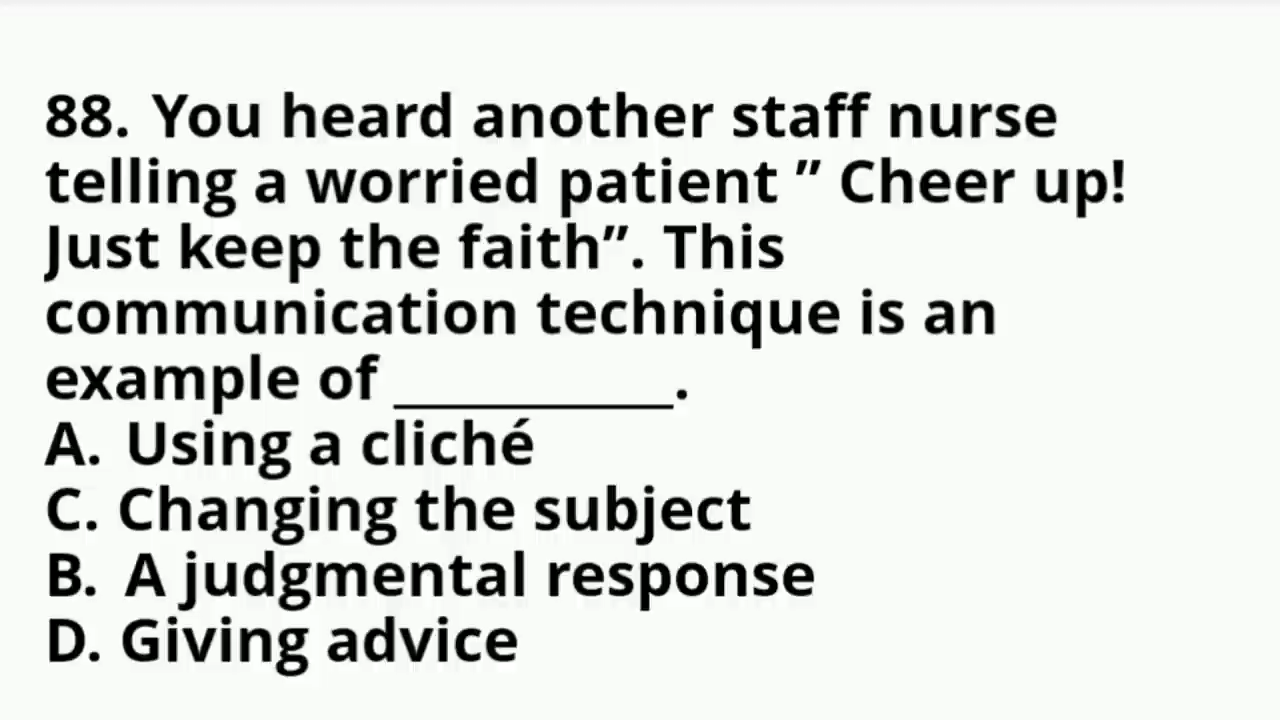 88. You heard another staff nurse
telling a worried patient ” Cheer up!
Just keep the faith”. This
communication technique is an
example of __________.
A. Using a cliché
C. Changing the subject
B. A judgmental response
D. Giving advice